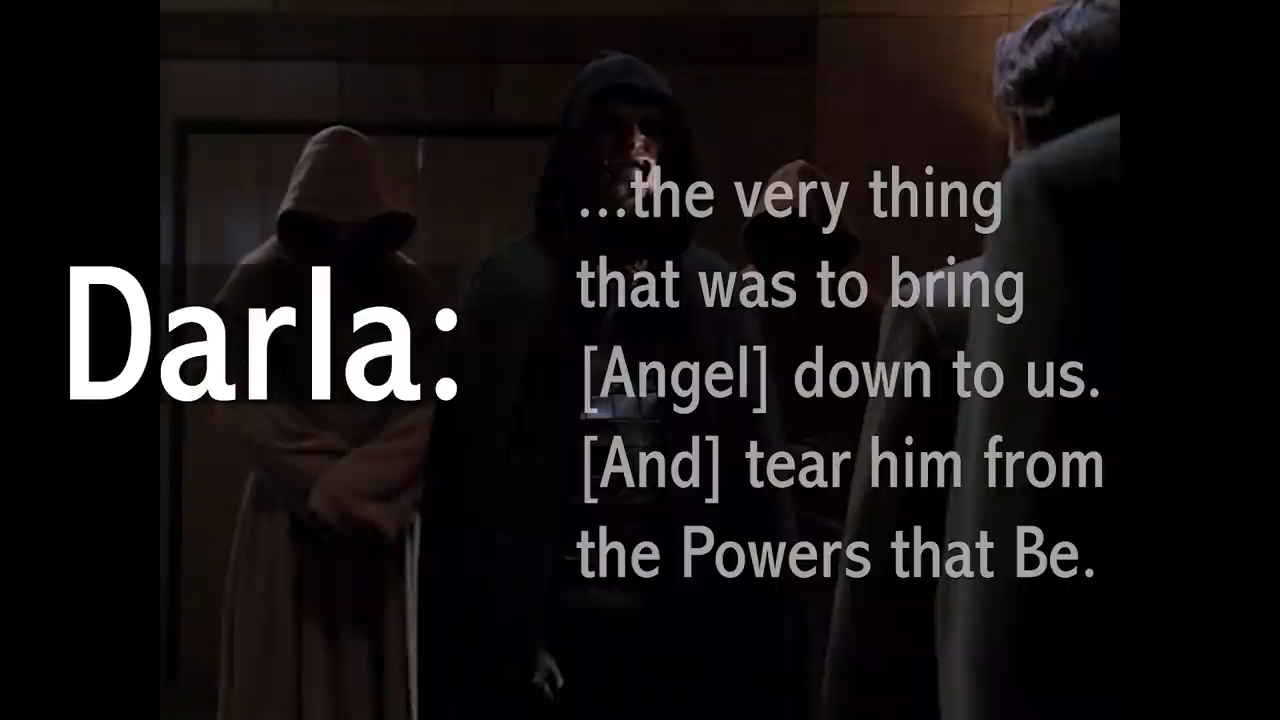 Darla:
...the very thing
that was to bring
[Angel] down to us.
[And] tear him from
the Powers that Be.